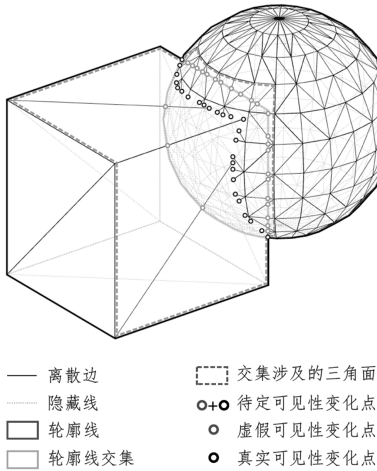 离散边
交集涉及的三角面
隐藏线
待定可见性变化点
轮廓线
虚假可见性变化点
轮廓线交集
真实可见性变化点